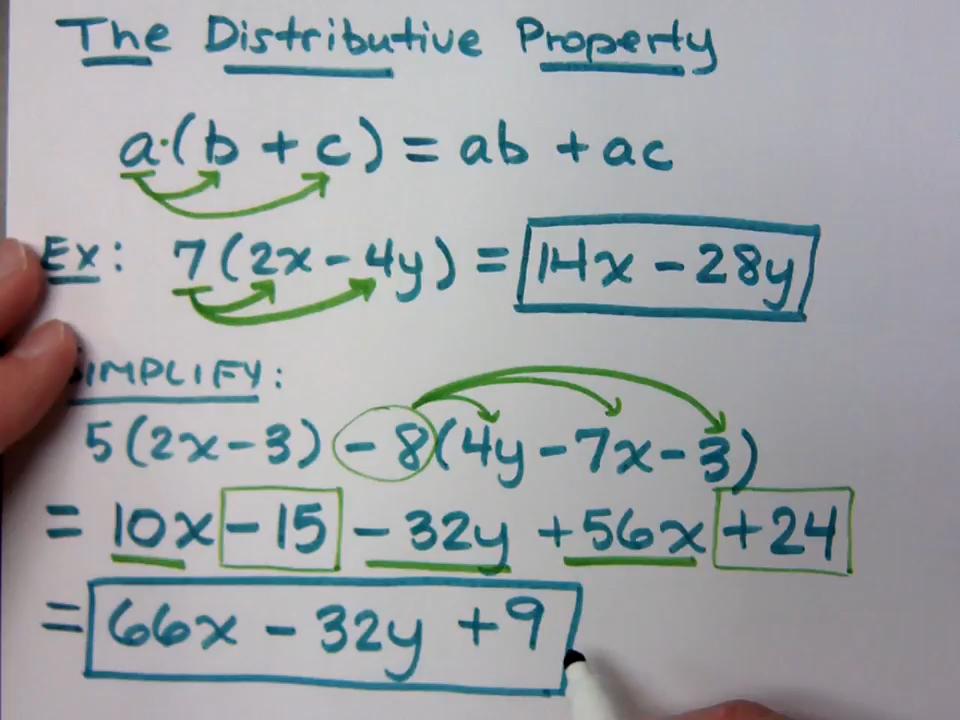 The Distributive Property
a·(b + c) = ab + ac
Ex: 7(2x - 4y) = 14x - 28y
SIMPLIFY:
5(2x - 3) - 8(4y - 7x - 3)
= 10x - 15 - 32y + 56x + 24
= 66x - 32y + 9